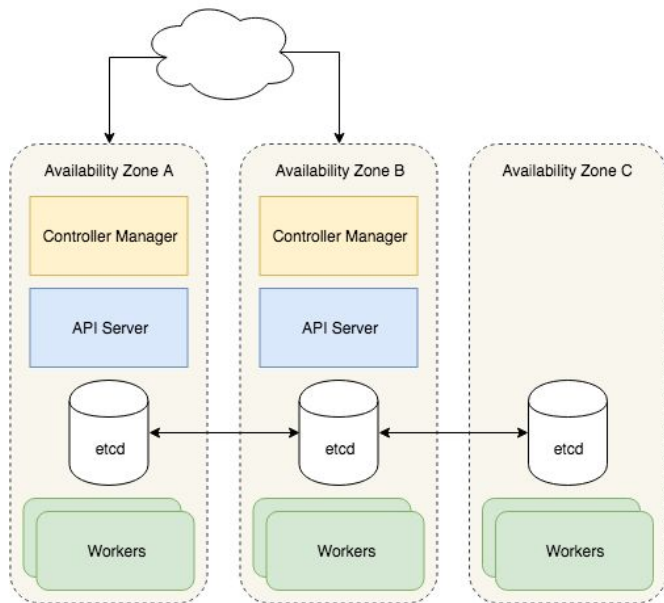 Availability Zone A
Availability Zone B
Availability Zone C
Controller Manager
Controller Manager
API Server
API Server
etcd
etcd
etcd
Workers
Workers
Workers